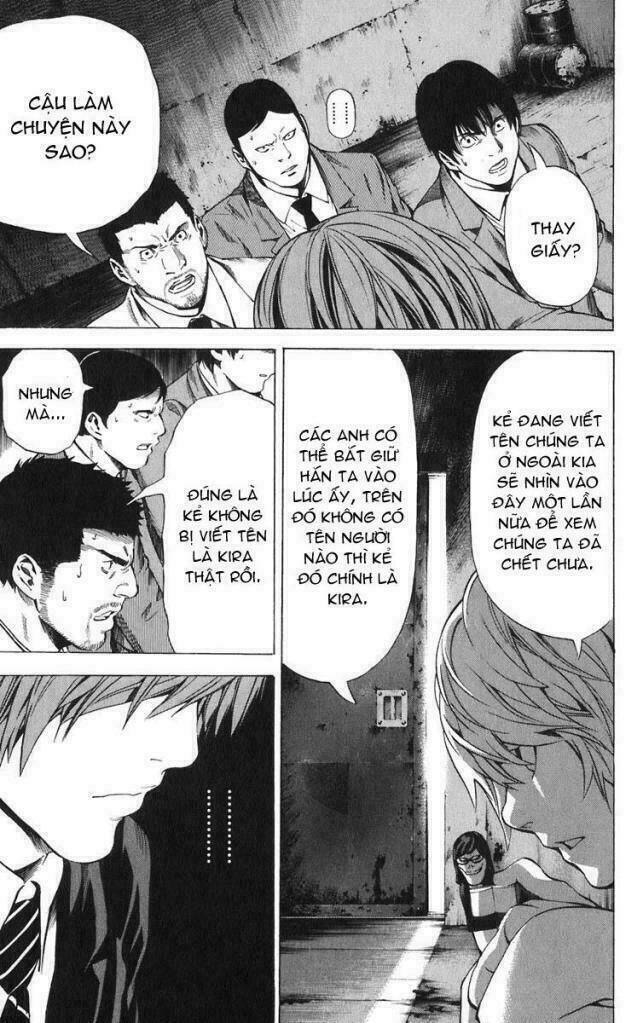 THAY
GIẤY?
......
CẬU LÀM
CHUYỆN NÀY
SAO?
KẺ ĐANG VIẾT
TÊN CHÚNG TA
Ở NGOÀI KIA
SẼ NHÌN VÀO
ĐÂY MỘT LẦN
NỮA ĐỂ XEM
CHÚNG TA ĐÃ
CHẾT CHƯA.
CÁC ANH CÓ
THỂ BẮT GIỮ
HẮN TA VÀO
LÚC ẤY, TRÊN
ĐÓ KHÔNG CÓ
TÊN NGƯỜI
NÀO THÌ KẺ
ĐÓ CHÍNH LÀ
KIRA.
ĐÚNG LÀ
KẺ KHÔNG
BỊ VIẾT TÊN
LÀ KIRA
THẬT RỒI.
NHƯNG
MÀ...
......